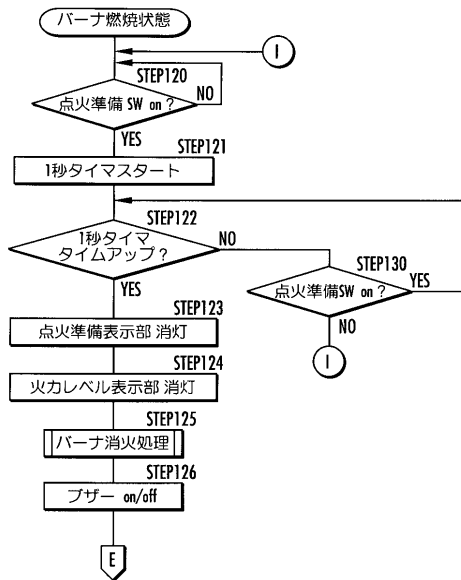 バーナ燃焼状態
I
STEP120
点火準備 SW on ?
NO
YES
STEP121
1秒タイマスタート
STEP122
1秒タイマ
タイムアップ?
NO
YES
STEP130
点火準備SW on ?
YES
NO
I
STEP123
点火準備表示部 消灯
STEP124
火力レベル表示部 消灯
STEP125
バーナ消火処理
STEP126
ブザー on/off
E